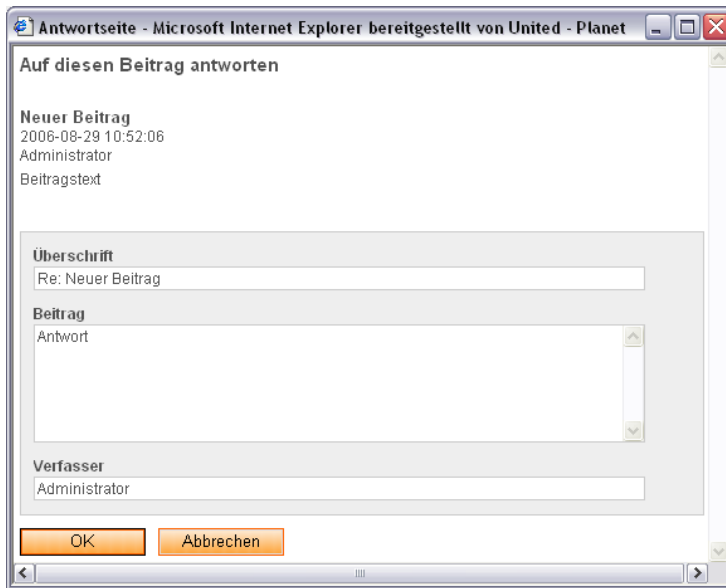 Antwortseite - Microsoft Internet Explorer bereitgestellt von United - Planet
Auf diesen Beitrag antworten
Neuer Beitrag
2006-08-29 10:52:06
Administrator
Beitragstext
Überschrift
Re: Neuer Beitrag
Beitrag
Antwort
Verfasser
Administrator
OK Abbrechen